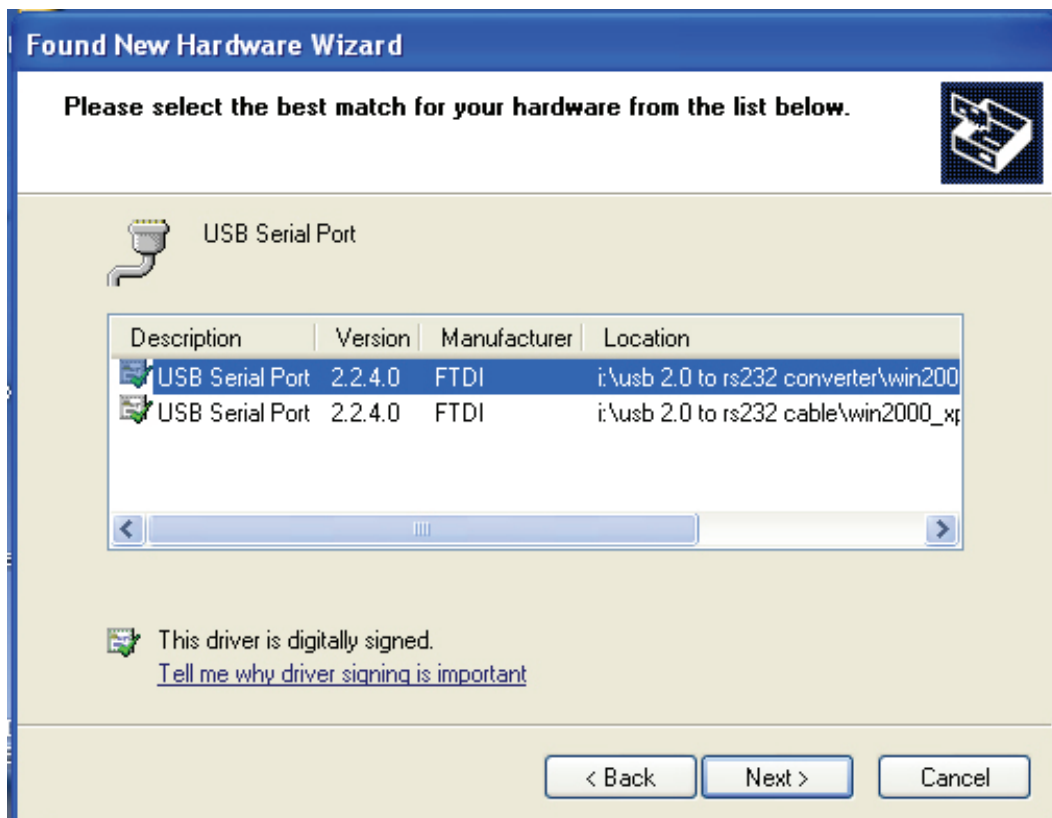 Found New Hardware Wizard
Please select the best match for your hardware from the list below.
USB Serial Port
Description Version Manufacturer Location
USB Serial Port 2.2.4.0 FTDI i:\usb 2.0 to rs232 converter\win200
USB Serial Port 2.2.4.0 FTDI i:\usb 2.0 to rs232 cable\win2000_xp
This driver is digitally signed.
Tell me why driver signing is important
< Back Next > Cancel